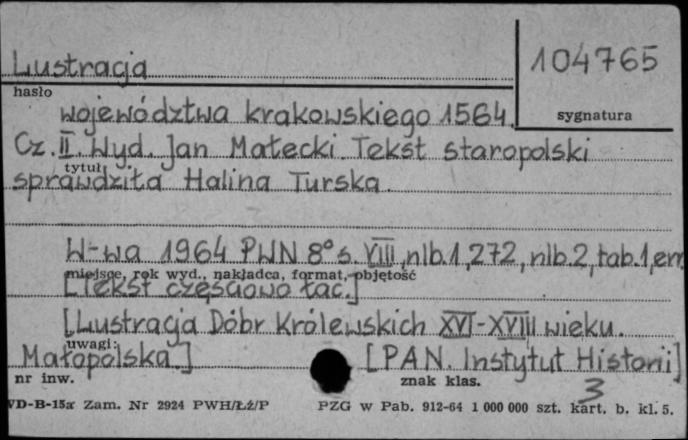 Lustracja
104765
hasło
województwa krakowskiego 1564.
sygnatura
Cz. II. Wyd. Jan Małecki. Tekst staropolski
tytuł
sprawdziła Halina Turska.
W-wa 1964 PWN 8° s. VIII, nlb.1, 272, nlb.2, tab.1, err
miejsce, rok wyd., nakładca, format, objętość
[Tekst częściowo łac.]
[Lustracja Dóbr Królewskich XVI-XVIII wieku.
uwagi:
Małopolska.] [PAN. Instytut Historii]
nr inw.
znak klas.
3
VD-B-15a Zam. Nr 2924 PWH/Łż/P PZG w Pab. 912-64 1 000 000 szt. kart. b. kl. 5.